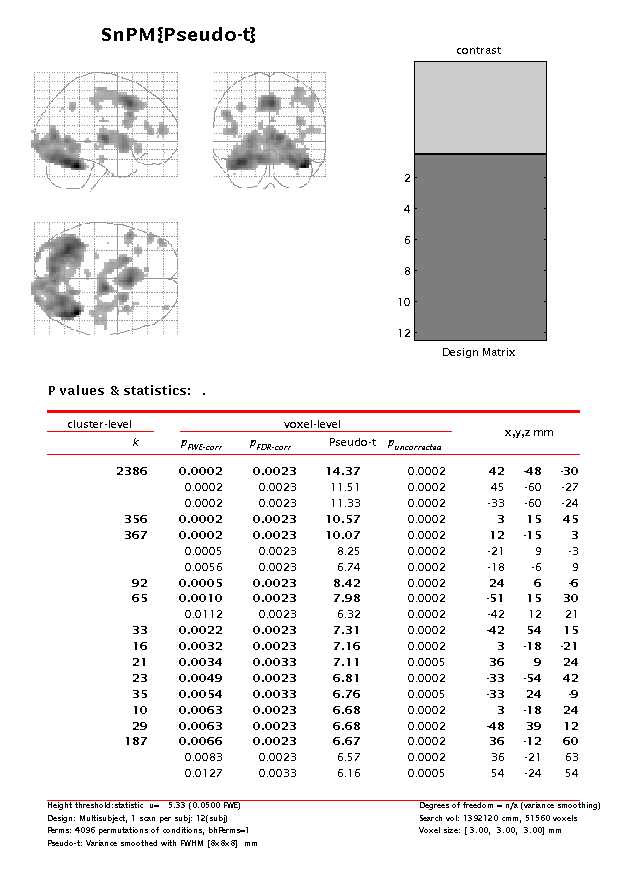 SnPM{Pseudo-t}
contrast
2
4
6
8
10
12
Design Matrix
P values & statistics: .
cluster-level voxel-level x,y,z mm
k pFWE-corr pFDR-corr Pseudo-t puncorrected
2386 0.0002 0.0023 14.37 0.0002 42 -48 -30
0.0002 0.0023 11.51 0.0002 45 -60 -27
0.0002 0.0023 11.33 0.0002 -33 -60 -24
356 0.0002 0.0023 10.57 0.0002 3 15 45
367 0.0002 0.0023 10.07 0.0002 12 -15 3
0.0005 0.0023 8.25 0.0002 -21 9 -3
0.0056 0.0023 6.74 0.0002 -18 -6 9
92 0.0005 0.0023 8.42 0.0002 24 6 -6
65 0.0010 0.0023 7.98 0.0002 -51 15 30
0.0112 0.0023 6.32 0.0002 -42 12 21
33 0.0022 0.0023 7.31 0.0002 -42 54 15
16 0.0032 0.0023 7.16 0.0002 3 -18 -21
21 0.0034 0.0033 7.11 0.0005 36 9 24
23 0.0049 0.0023 6.81 0.0002 -33 -54 42
35 0.0054 0.0033 6.76 0.0005 -33 24 -9
10 0.0063 0.0023 6.68 0.0002 3 -18 24
29 0.0063 0.0023 6.68 0.0002 -48 39 12
187 0.0066 0.0023 6.67 0.0002 36 -12 60
0.0083 0.0023 6.57 0.0002 36 -21 63
0.0127 0.0033 6.16 0.0005 54 -24 54
Height threshold:statistic u= 5.33 (0.0500 FWE)
Design: Multisubject, 1 scan per subj: 12(subj)
Perms: 4096 permutations of conditions, bhPerms=1
Pseudo-t: Variance smoothed with FWHM [8x8x8] mm
Degrees of freedom = n/a (variance smoothing)
Search vol: 1392120 cmm, 51560 voxels
Voxel size: [ 3.00, 3.00, 3.00] mm